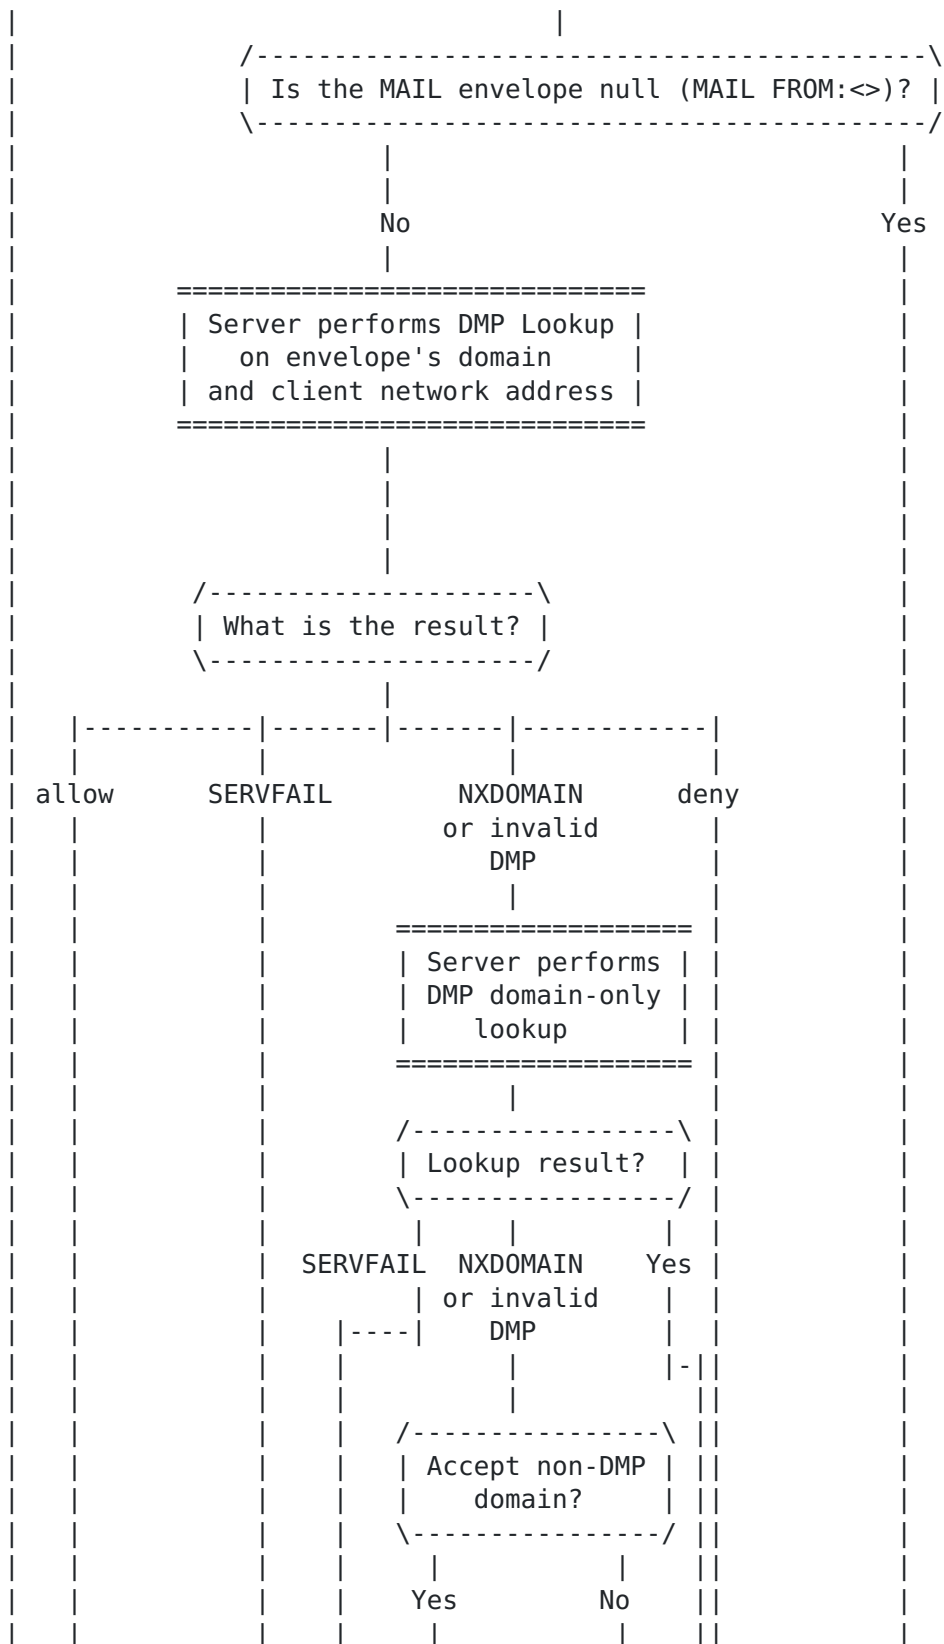 Is the MAIL envelope null (MAIL FROM:<>)?
No Yes
Server performs DMP Lookup
on envelope's domain
and client network address
What is the result?
allow SERVFAIL NXDOMAIN deny
or invalid
DMP
Server performs
DMP domain-only
lookup
Lookup result?
SERVFAIL NXDOMAIN Yes
or invalid
DMP
Accept non-DMP
domain?
Yes No